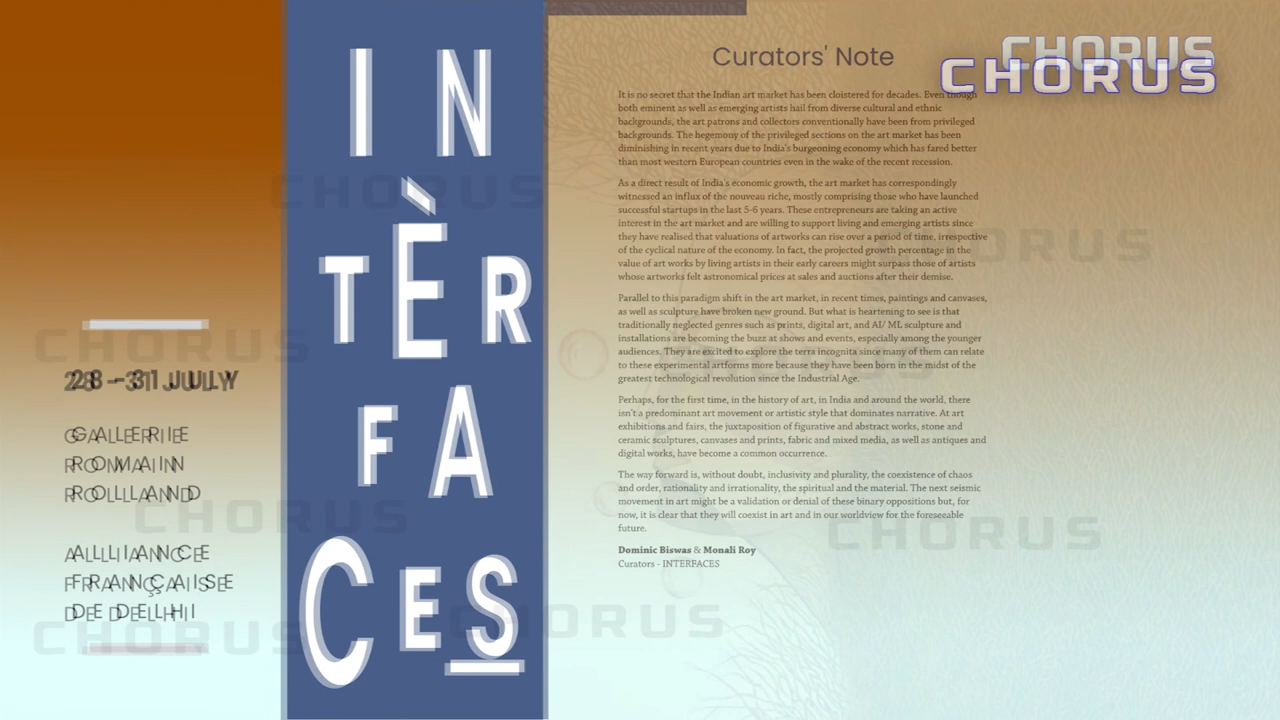 28 – 31 JULY
GALERIE
ROMAIN
ROLLAND
ALLIANCE
FRANÇAISE
DE DELHI
IN
TÈR
FA
CES
Curators' Note
It is no secret that the Indian art market has been cloistered for decades. Even though
both eminent as well as emerging artists hail from diverse cultural and ethnic
backgrounds, the art patrons and collectors conventionally have been from privileged
backgrounds. The hegemony of the privileged sections on the art market has been
diminishing in recent years due to India's burgeoning economy which has fared better
than most western European countries even in the wake of the recent recession.
As a direct result of India's economic growth, the art market has correspondingly
witnessed an influx of the nouveau riche, mostly comprising those who have launched
successful startups in the last 5-6 years. These entrepreneurs are taking an active
interest in the art market and are willing to support living and emerging artists since
they have realised that valuations of artworks can rise over a period of time, irrespective
of the cyclical nature of the economy. In fact, the projected growth percentage in the
value of art works by living artists in their early careers might surpass those of artists
whose artworks felt astronomical prices at sales and auctions after their demise.
Parallel to this paradigm shift in the art market, in recent times, paintings and canvases,
as well as sculpture have broken new ground. But what is heartening to see is that
traditionally neglected genres such as prints, digital art, and AI/ ML sculpture and
installations are becoming the buzz at shows and events, especially among the younger
audiences. They are excited to explore the terra incognita since many of them can relate
to these experimental artforms more because they have been born in the midst of the
greatest technological revolution since the Industrial Age.
Perhaps, for the first time, in the history of art, in India and around the world, there
isn't a predominant art movement or artistic style that dominates narrative. At art
exhibitions and fairs, the juxtaposition of figurative and abstract works, stone and
ceramic sculptures, canvases and prints, fabric and mixed media, as well as antiques and
digital works, have become a common occurrence.
The way forward is, without doubt, inclusivity and plurality, the coexistence of chaos
and order, rationality and irrationality, the spiritual and the material. The next seismic
movement in art might be a validation or denial of these binary oppositions but, for
now, it is clear that they will coexist in art and in our worldview for the foreseeable
future.
Dominic Biswas & Monali Roy
Curators - INTERFACES
CHORUS
CHORUS
CHORUS
CHORUS
CHORUS
CHORUS
CHORUS
CHORUS
CHORUS
CHORUS